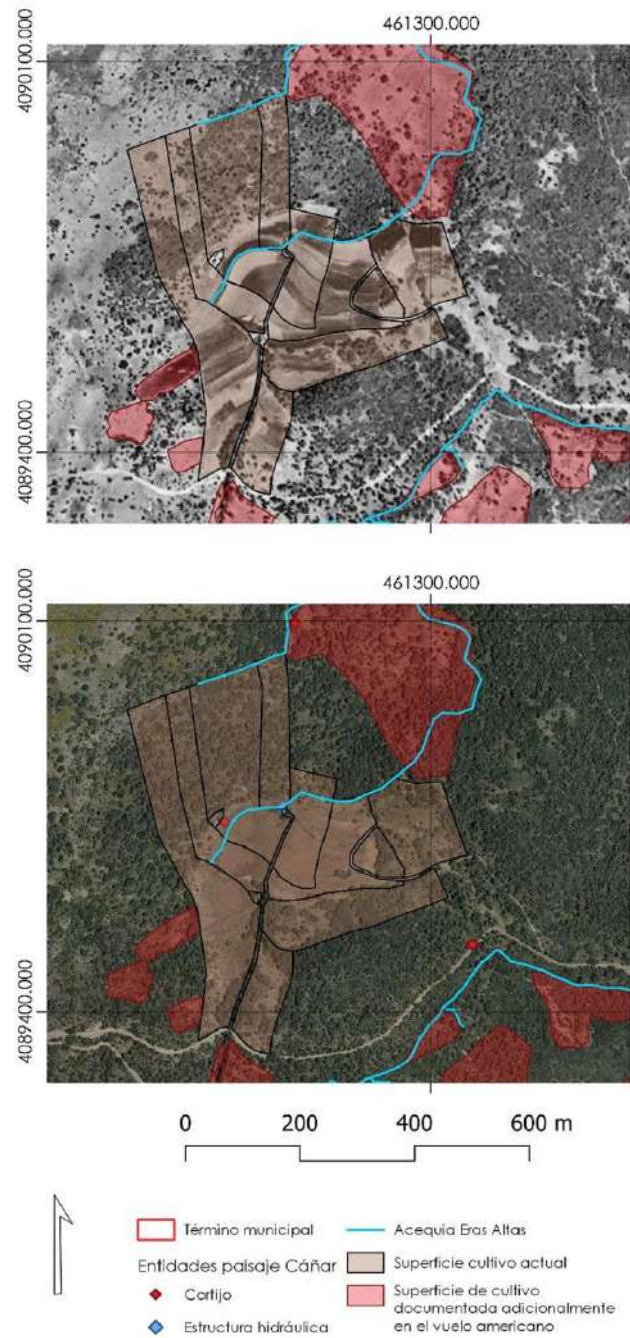 461300.000
4090100.000
4089400.000
461300.000
4090100.000
4089400.000
0 200 400 600 m
Término municipal
Entidades paisaje Cáñar
Cortijo
Estructura hidráulica
Acequia Eras Altas
Superficie cultivo actual
Superficie de cultivo
documentada adicionalmente
en el vuelo americano